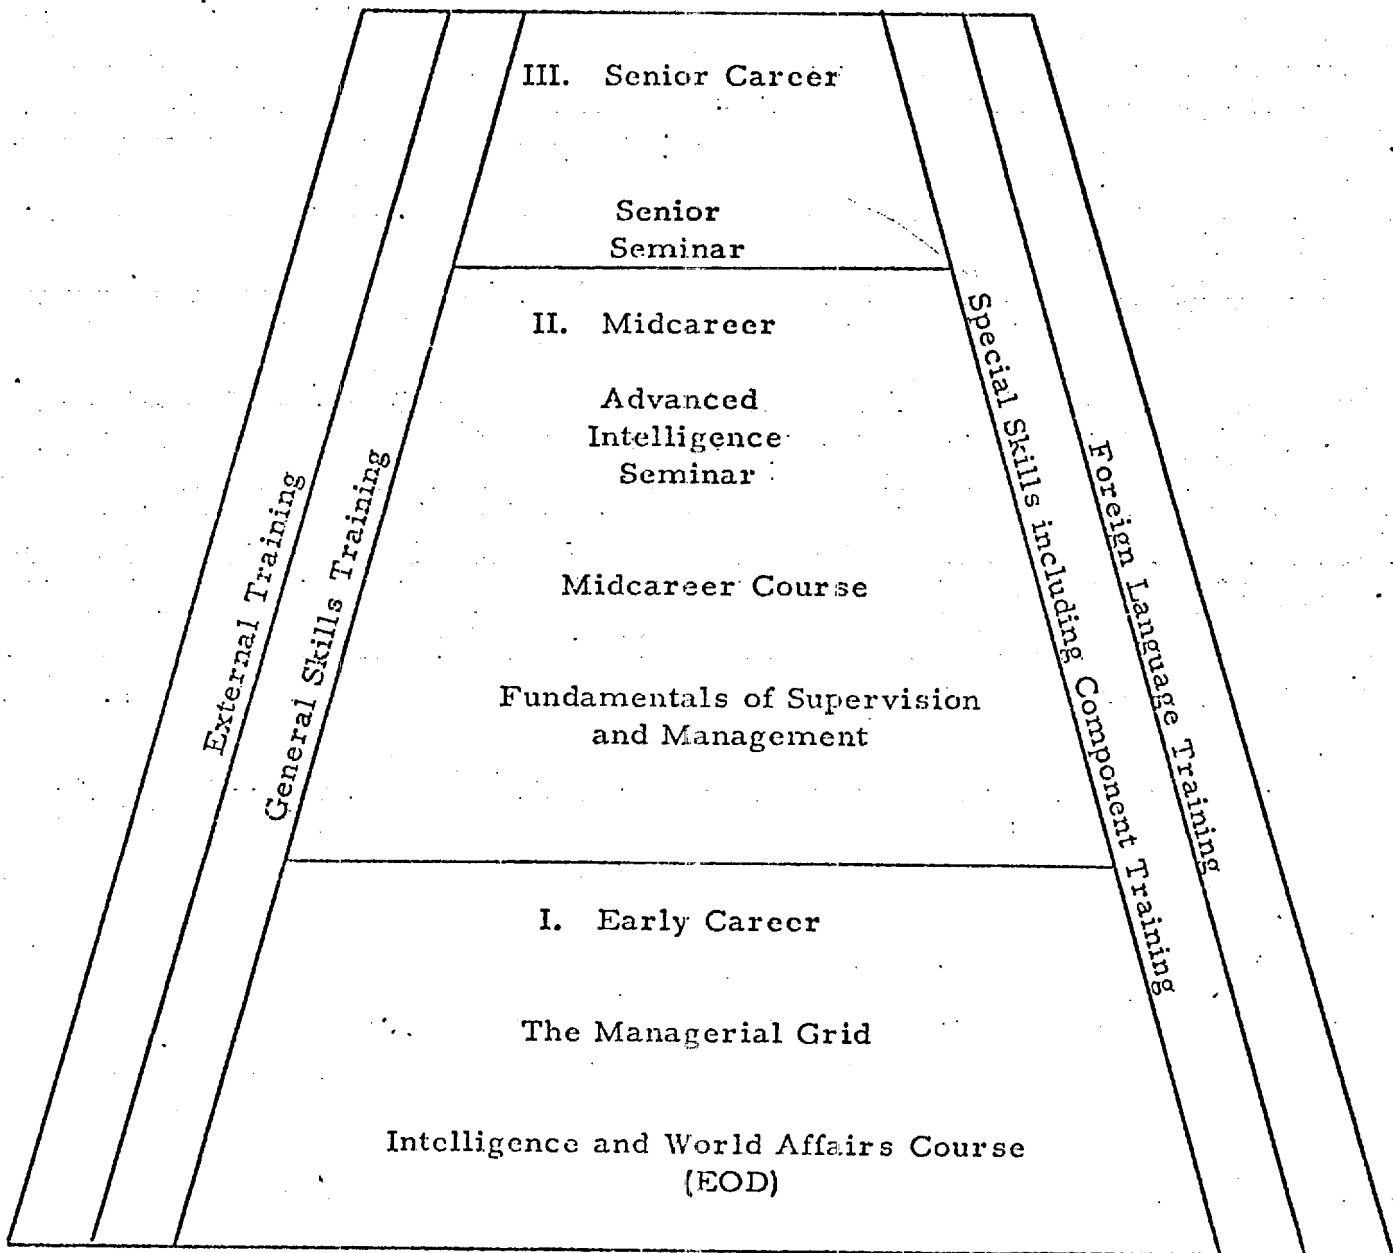 III. Senior Career
Senior
Seminar
II. Midcareer
Advanced
Intelligence
Seminar
Midcareer Course
Fundamentals of Supervision
and Management
I. Early Career
The Managerial Grid
Intelligence and World Affairs Course
(EOD)
External Training
General Skills Training
Special Skills including Component Training
Foreign Language Training